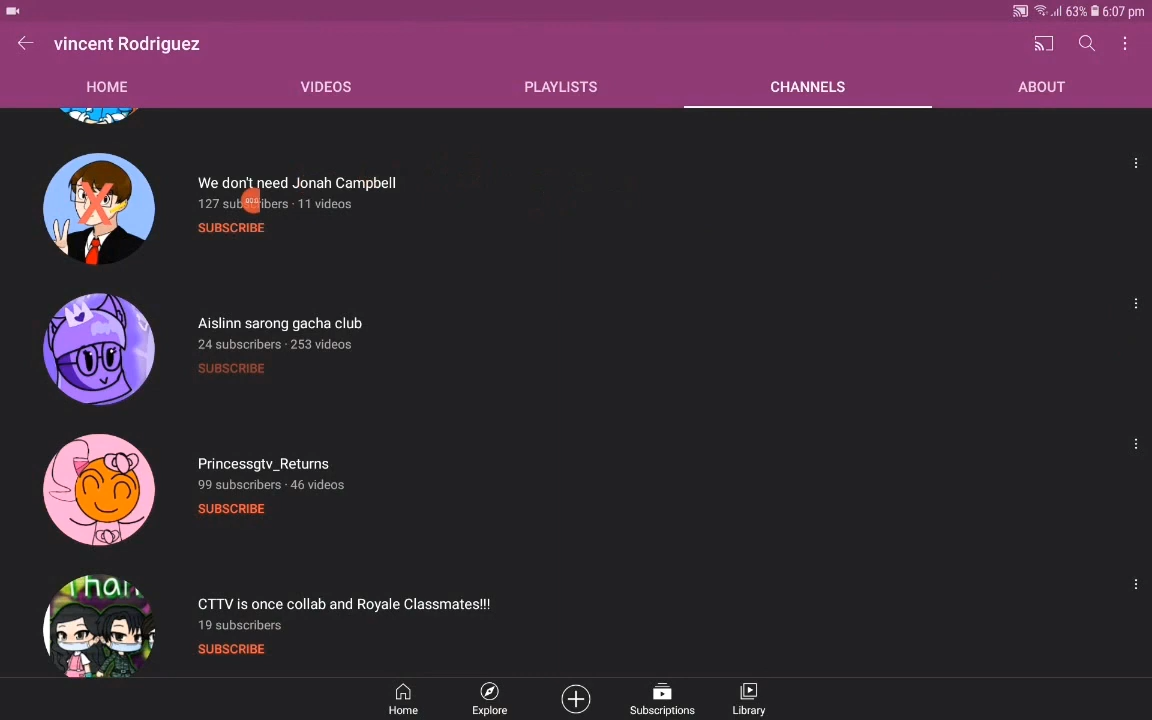 63% 6:07 pm
vincent Rodriguez
HOME VIDEOS PLAYLISTS CHANNELS ABOUT
We don't need Jonah Campbell
127 subscribers · 11 videos
SUBSCRIBE
Aislinn sarong gacha club
24 subscribers · 253 videos
SUBSCRIBE
Princessgtv_Returns
99 subscribers · 46 videos
SUBSCRIBE
CTTV is once collab and Royale Classmates!!!
19 subscribers
SUBSCRIBE
Home Explore Subscriptions Library